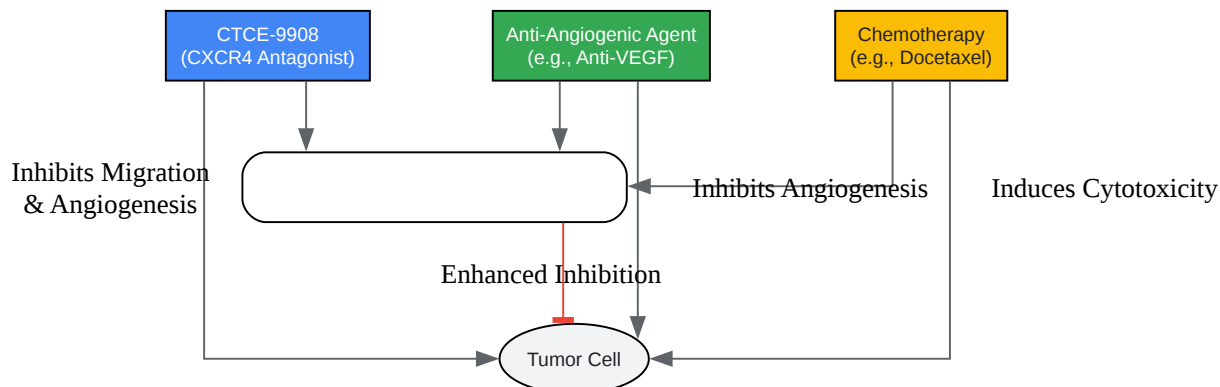 CTCE-9908
(CXCR4 Antagonist)
Anti-Angiogenic Agent
(e.g., Anti-VEGF)
Chemotherapy
(e.g., Docetaxel)
Inhibits Migration
& Angiogenesis
Inhibits Angiogenesis
Induces Cytotoxicity
Enhanced Inhibition
Tumor Cell